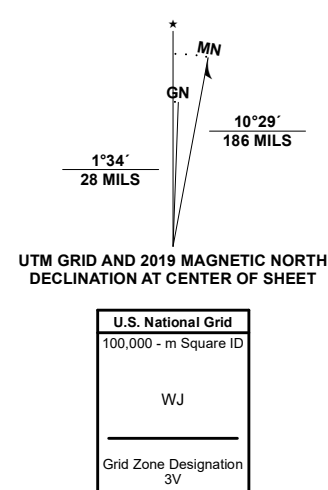 ★
MN
GN
10°29´
186 MILS
1°34´
28 MILS
UTM GRID AND 2019 MAGNETIC NORTH
DECLINATION AT CENTER OF SHEET
U.S. National Grid
100,000 - m Square ID
WJ
Grid Zone Designation
3V